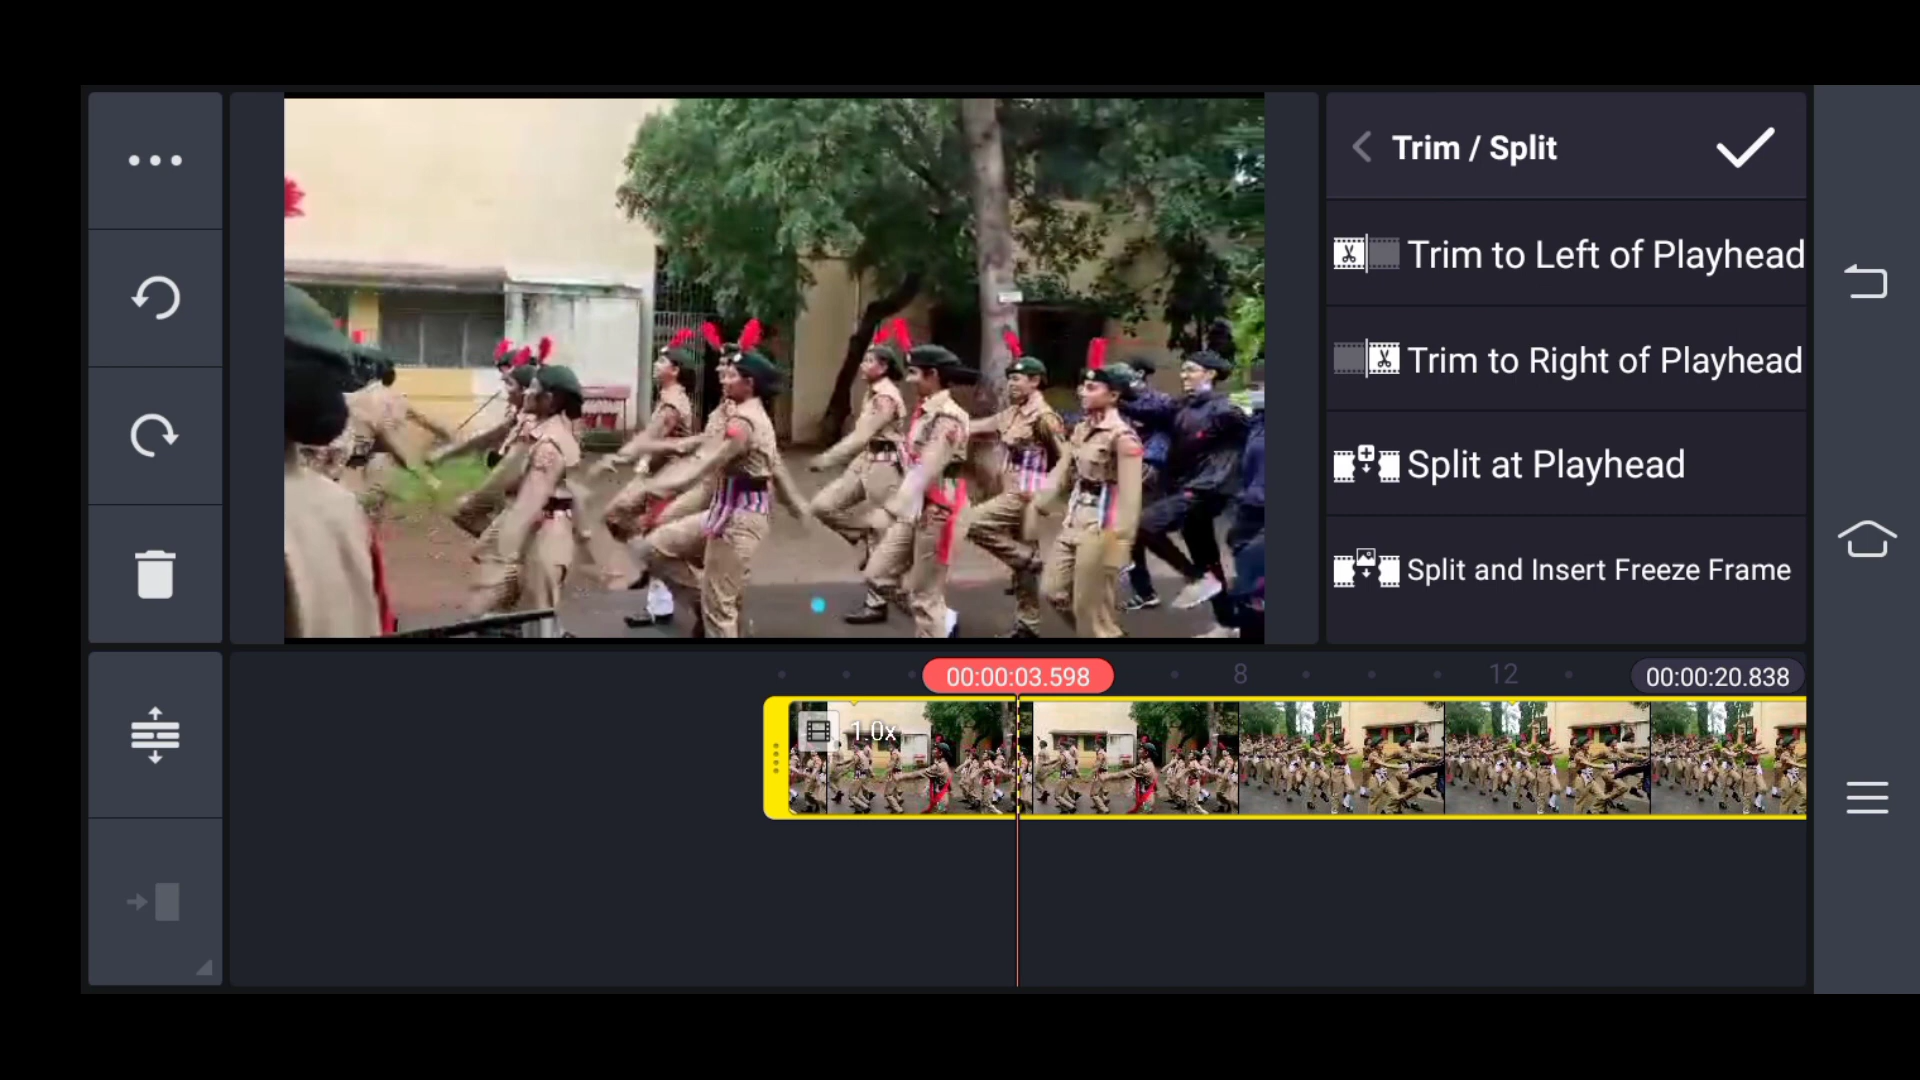 Trim / Split
Trim to Left of Playhead
Trim to Right of Playhead
Split at Playhead
Split and Insert Freeze Frame
00:00:03.598
8
12
00:00:20.838
1.0x